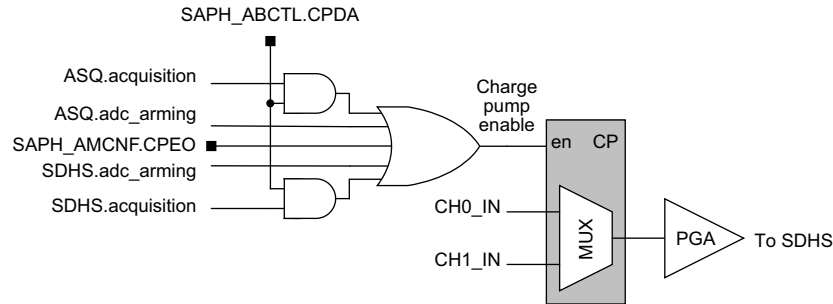 SAPH_ABCTL.CPDA
ASQ.acquisition
ASQ.adc_arming
SAPH_AMCNF.CPEO
SDHS.adc_arming
SDHS.acquisition
Charge
pump
enable
en CP
CH0_IN
CH1_IN
MUX
PGA
To SDHS